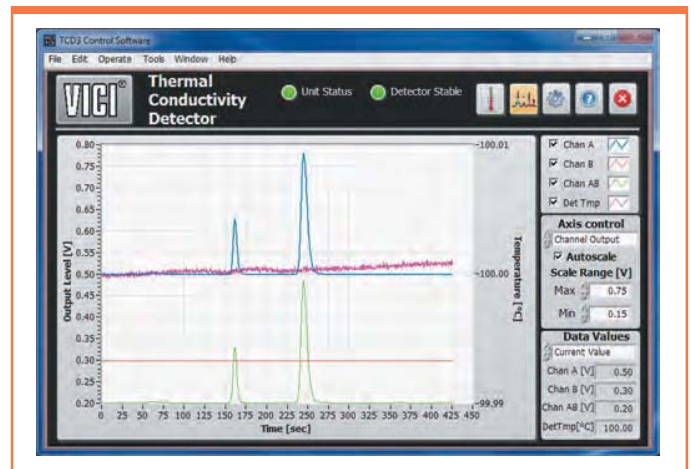 TCD3 Control Software
File Edit Operate Tools Window Help
VICI®
Thermal
Conductivity
Detector
Unit Status
Detector Stable
0.80
0.75
0.70
0.65
0.60
0.55
0.50
0.45
0.40
0.35
0.30
0.25
0.20
Output Level [V]
0 25 50 75 100 125 150 175 200 225 250 275 300 325 350 375 400 425 450
Time [sec]
100.01
100.00
99.99
Temperature [ºC]
Chan A
Chan B
Chan AB
Det Tmp
Axis control
Channel Output
Autoscale
Scale Range [V]
Max 0.75
Min 0.15
Data Values
Current Value
Chan A [V] 0.50
Chan B [V] 0.30
Chan AB [V] 0.20
DetTmp[ºC] 100.00